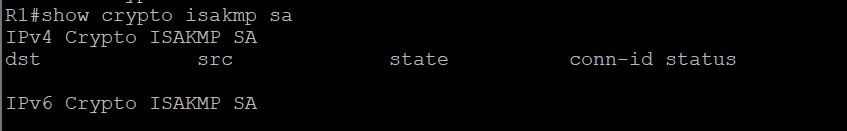 R1#show crypto isakmp sa
IPv4 Crypto ISAKMP SA
dst src state conn-id status
IPv6 Crypto ISAKMP SA